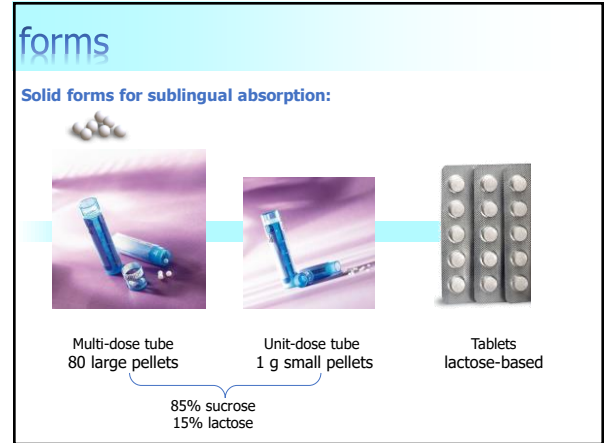 forms
Solid forms for sublingual absorption:
Multi-dose tube
80 large pellets
Unit-dose tube
1 g small pellets
Tablets
lactose-based
85% sucrose
15% lactose